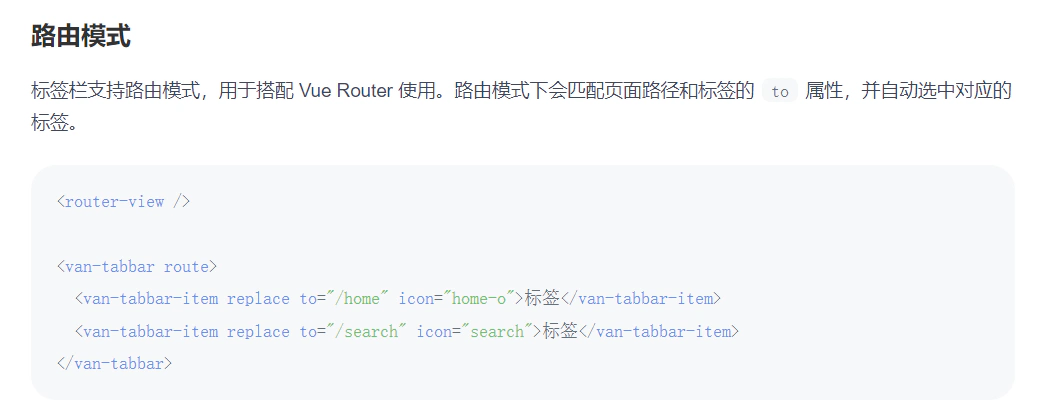 路由模式
标签栏支持路由模式，用于搭配 Vue Router 使用。路由模式下会匹配页面路径和标签的 to 属性，并自动选中对应的
标签。
<router-view />
<van-tabbar route>
  <van-tabbar-item replace to="/home" icon="home-o">标签</van-tabbar-item>
  <van-tabbar-item replace to="/search" icon="search">标签</van-tabbar-item>
</van-tabbar>